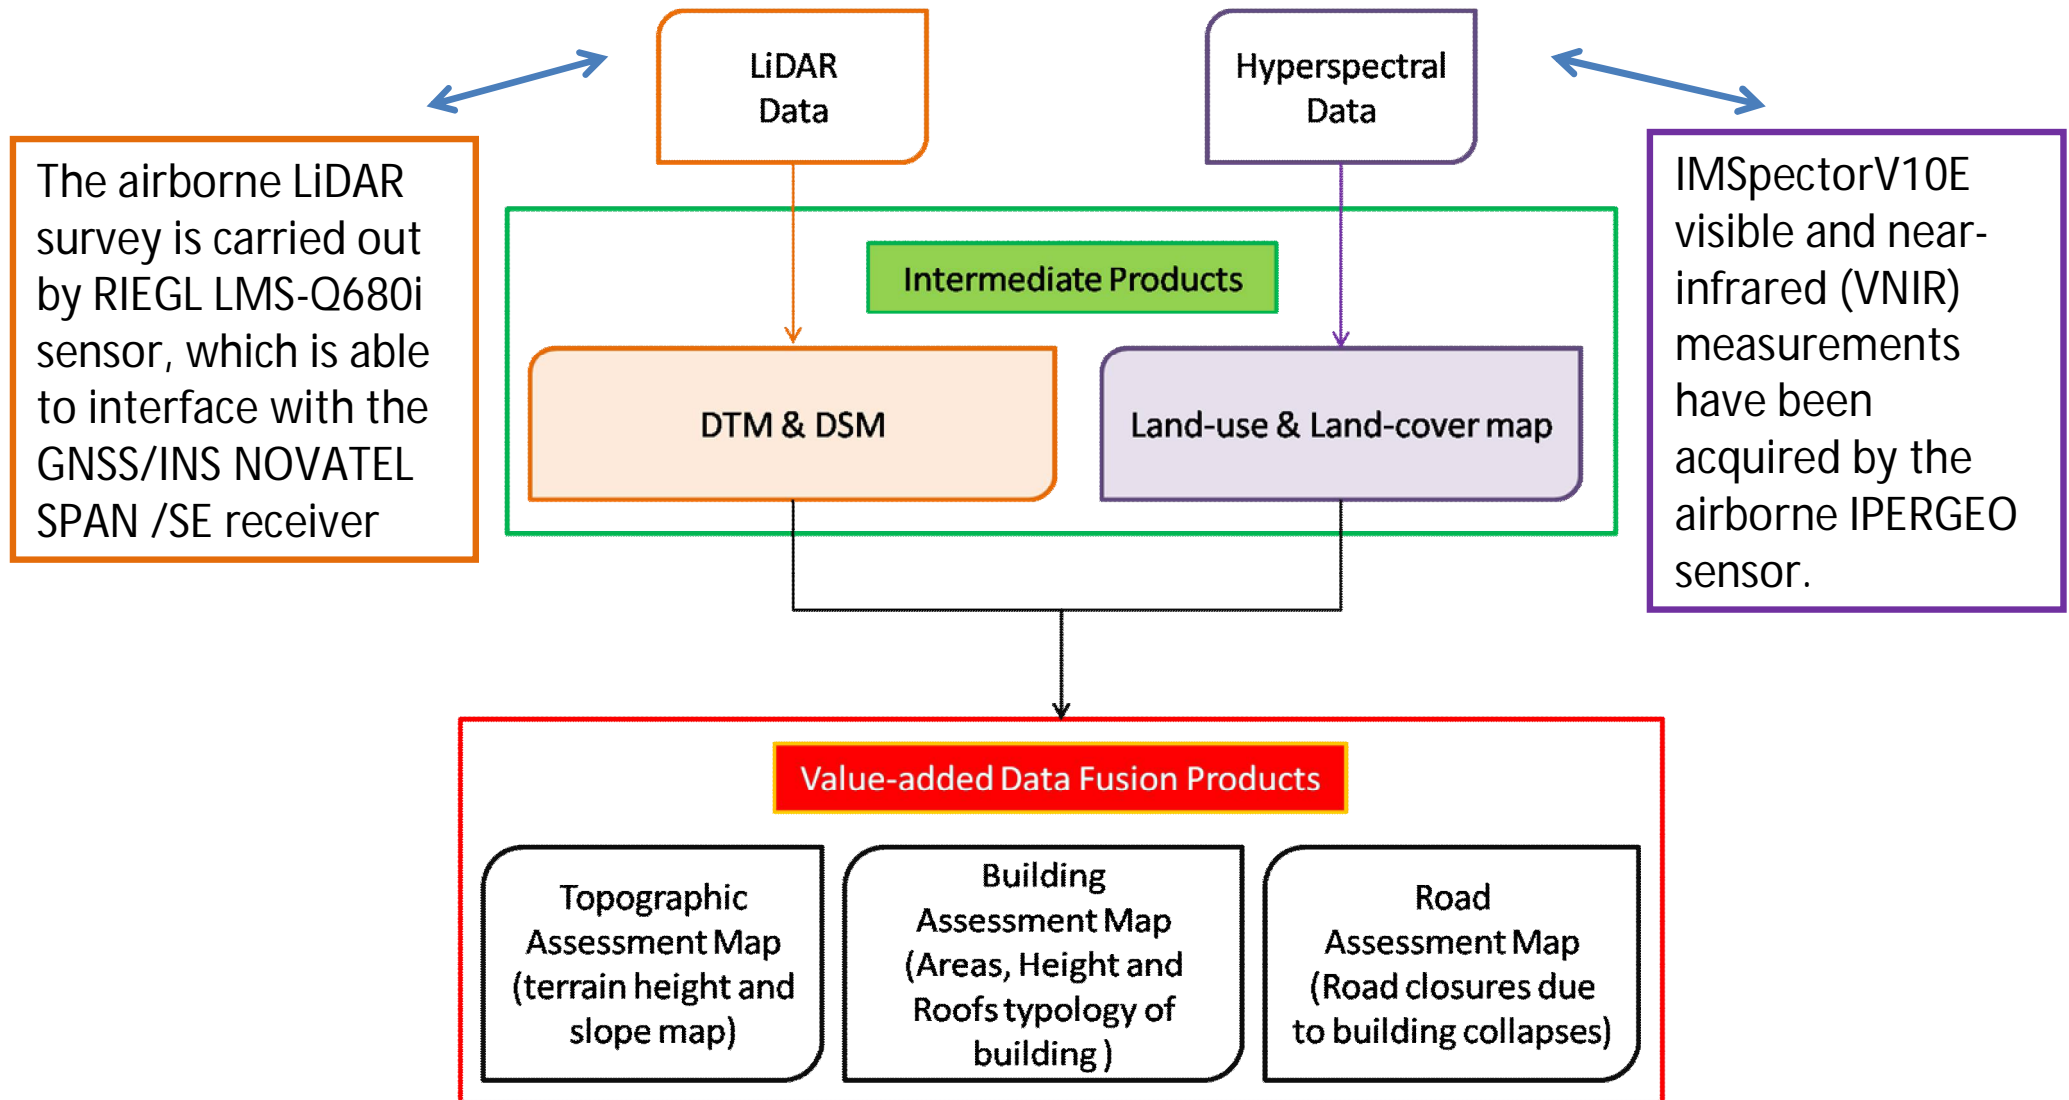 LiDAR
Data
Hyperspectral
Data
The airborne LiDAR
survey is carried out
by RIEGL LMS-Q680i
sensor, which is able
to interface with the
GNSS/INS NOVATEL
SPAN /SE receiver
IMSpectorV10E
visible and near-
infrared (VNIR)
measurements
have been
acquired by the
airborne IPERGEO
sensor.
Intermediate Products
DTM & DSM
Land-use & Land-cover map
Value-added Data Fusion Products
Topographic
Assessment Map
(terrain height and
slope map)
Building
Assessment Map
(Areas, Height and
Roofs typology of
building )
Road
Assessment Map
(Road closures due
to building collapses)